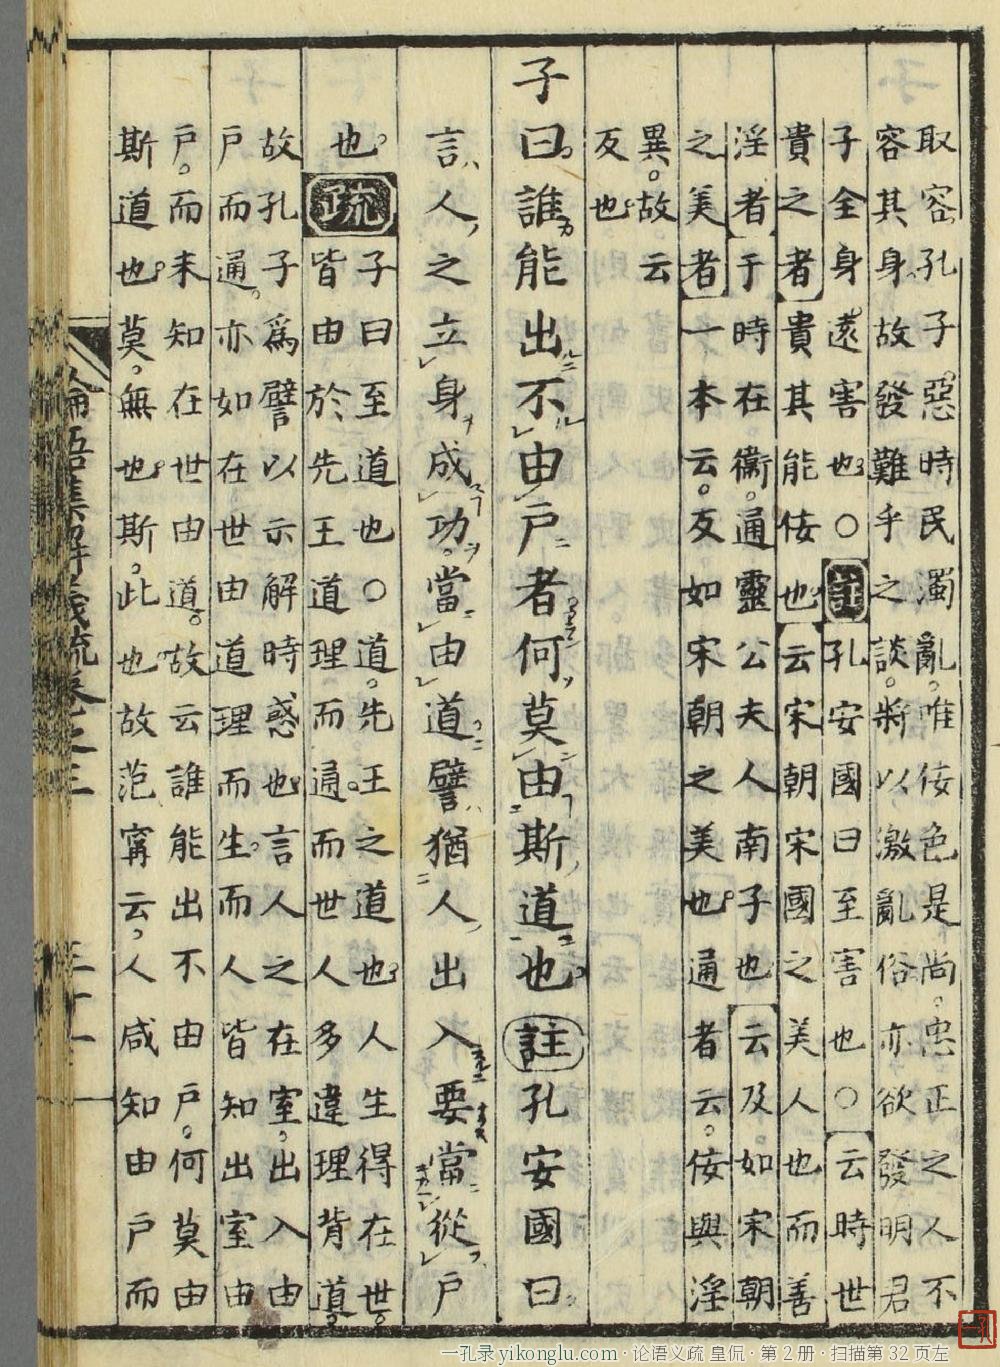 取容孔子惡時民濁亂唯佞色是尚忠正之人不
容其身故發難乎之談將以激亂俗亦欲發明君
子全身遠害也○註孔安國曰至害也○云時世
貴之者貴其能佞也云宋朝宋國之美人也而善
淫者于時在衞通靈公夫人南子也云及如宋朝
之美者一本云反如宋朝之美也通者云佞與淫
異故云
反也
子曰誰能出不由戶者何莫由斯道也註孔安國曰
言人之立身成功當由道譬猶人出入要當從戶
也疏
子曰至道也○道先王之道也人生得在世
皆由於先王道理而通而世人多違理背道
故孔子爲譬以示解時惑也言人之在室出入由
戶而通亦如在世由道理而生而人皆知出室由
戶而未知在世由道故云誰能出不由戶何莫由
斯道也莫無也斯此也故范甯云人咸知由戶而
論語集解義疏卷之三
三十一
一孔录 yikonglu.com · 论语义疏 皇侃 · 第 2 册 · 扫描第 32 页左